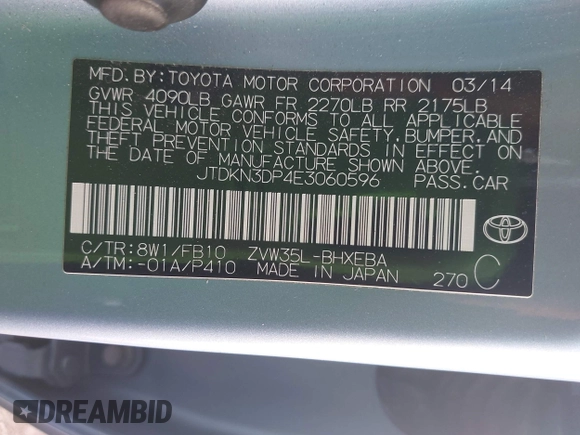 MFD.BY:TOYOTA MOTOR CORPORATION 03/14
GVWR 4090LB GAWR FR 2270LB RR 2175LB
THIS VEHICLE CONFORMS TO ALL APPLICABLE
FEDERAL MOTOR VEHICLE SAFETY,BUMPER,AND
THEFT PREVENTION STANDARDS IN EFFECT ON
THE DATE OF MANUFACTURE SHOWN ABOVE.
JTDKN3DP4E3060596 PASS.CAR
C/TR:8W1/FB10 ZVW35L-BHXEBA
A/TM:-01A/P410 MADE IN JAPAN 270 C
DREAMBID